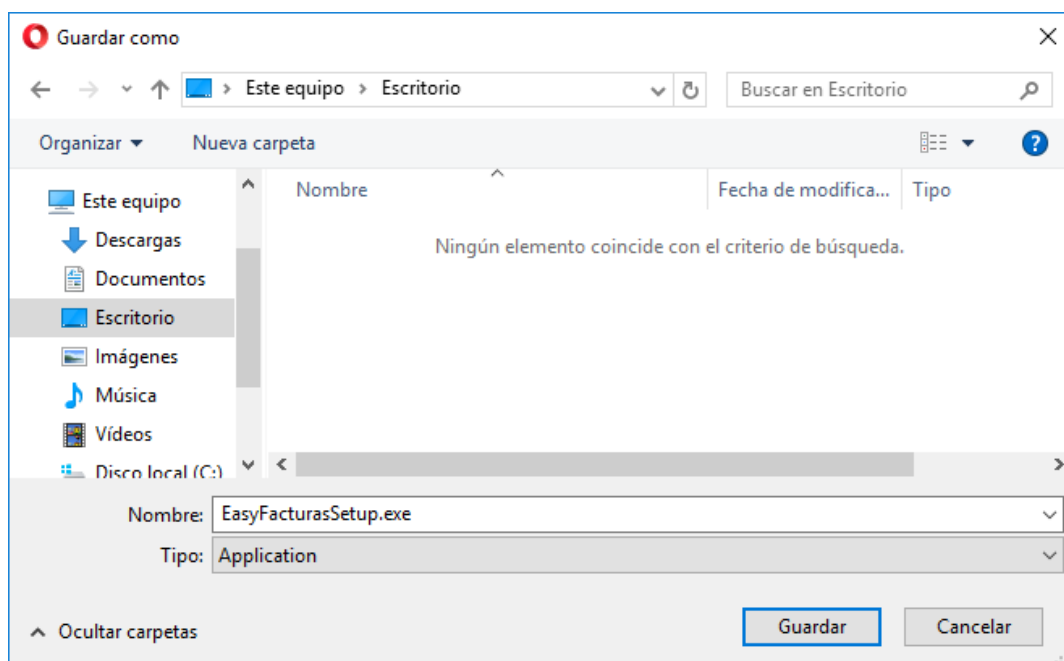 Guardar como
Este equipo > Escritorio
Buscar en Escritorio
Organizar
Nueva carpeta
Nombre
Fecha de modifica...
Tipo
Este equipo
Descargas
Documentos
Escritorio
Imágenes
Música
Vídeos
Disco local (C:)
Ningún elemento coincide con el criterio de búsqueda.
Nombre: EasyFacturasSetup.exe
Tipo: Application
Ocultar carpetas
Guardar
Cancelar